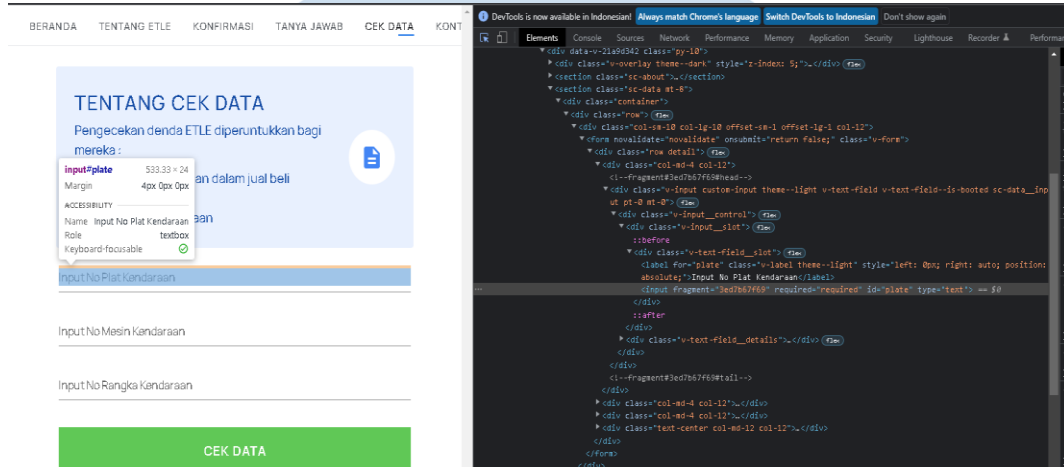 BERANDA TENTANG ETLE KONFIRMASI TANYA JAWAB CEK DATA KONT
TENTANG CEK DATA
Pengecekan denda ETLE diperuntukkan bagi
mereka :
an dalam jual beli
aan
input#plate 533.33 × 24
Margin 4px 0px 0px
ACCESSIBILITY
Name Input No Plat Kendaraan
Role textbox
Keyboard-focusable
Input No Plat Kendaraan
Input No Mesin Kendaraan
Input No Rangka Kendaraan
CEK DATA
DevTools is now available in Indonesian! Always match Chrome's language Switch DevTools to Indonesian Don't show again
Elements Console Sources Network Performance Memory Application Security Lighthouse Recorder Performan
<div data-v-21a9d342 class="py-10">
<div class="v-overlay theme--dark" style="z-index: 5;">…</div> flex
<section class="sc-about">…</section>
<section class="sc-data mt-6">
<div class="container">
<div class="row"> flex
<div class="col-sm-10 col-lg-10 offset-sm-1 offset-lg-1 col-12">
<form novalidate="novalidate" onsubmit="return false;" class="v-form">
<div class="row detail"> flex
<div class="col-md-4 col-12">
<!--fragment#3ed7b67f69#head-->
<div class="v-input custom-input theme--light v-text-field v-text-field--is-booted sc-data__inp
ut pt-0 mt-0"> flex
<div class="v-input__control"> flex
<div class="v-input__slot"> flex
::before
<div class="v-text-field__slot"> flex
<label for="plate" class="v-label theme--light" style="left: 0px; right: auto; position:
absolute;">Input No Plat Kendaraan</label>
… <input fragment="3ed7b67f69" required="required" id="plate" type="text"> == $0
</div>
::after
</div>
<div class="v-text-field__details">…</div> flex
</div>
</div>
<!--fragment#3ed7b67f69#tail-->
</div>
<div class="col-md-4 col-12">…</div>
<div class="col-md-4 col-12">…</div>
<div class="text-center col-md-12 col-12">…</div>
</div>
</form>
</div>